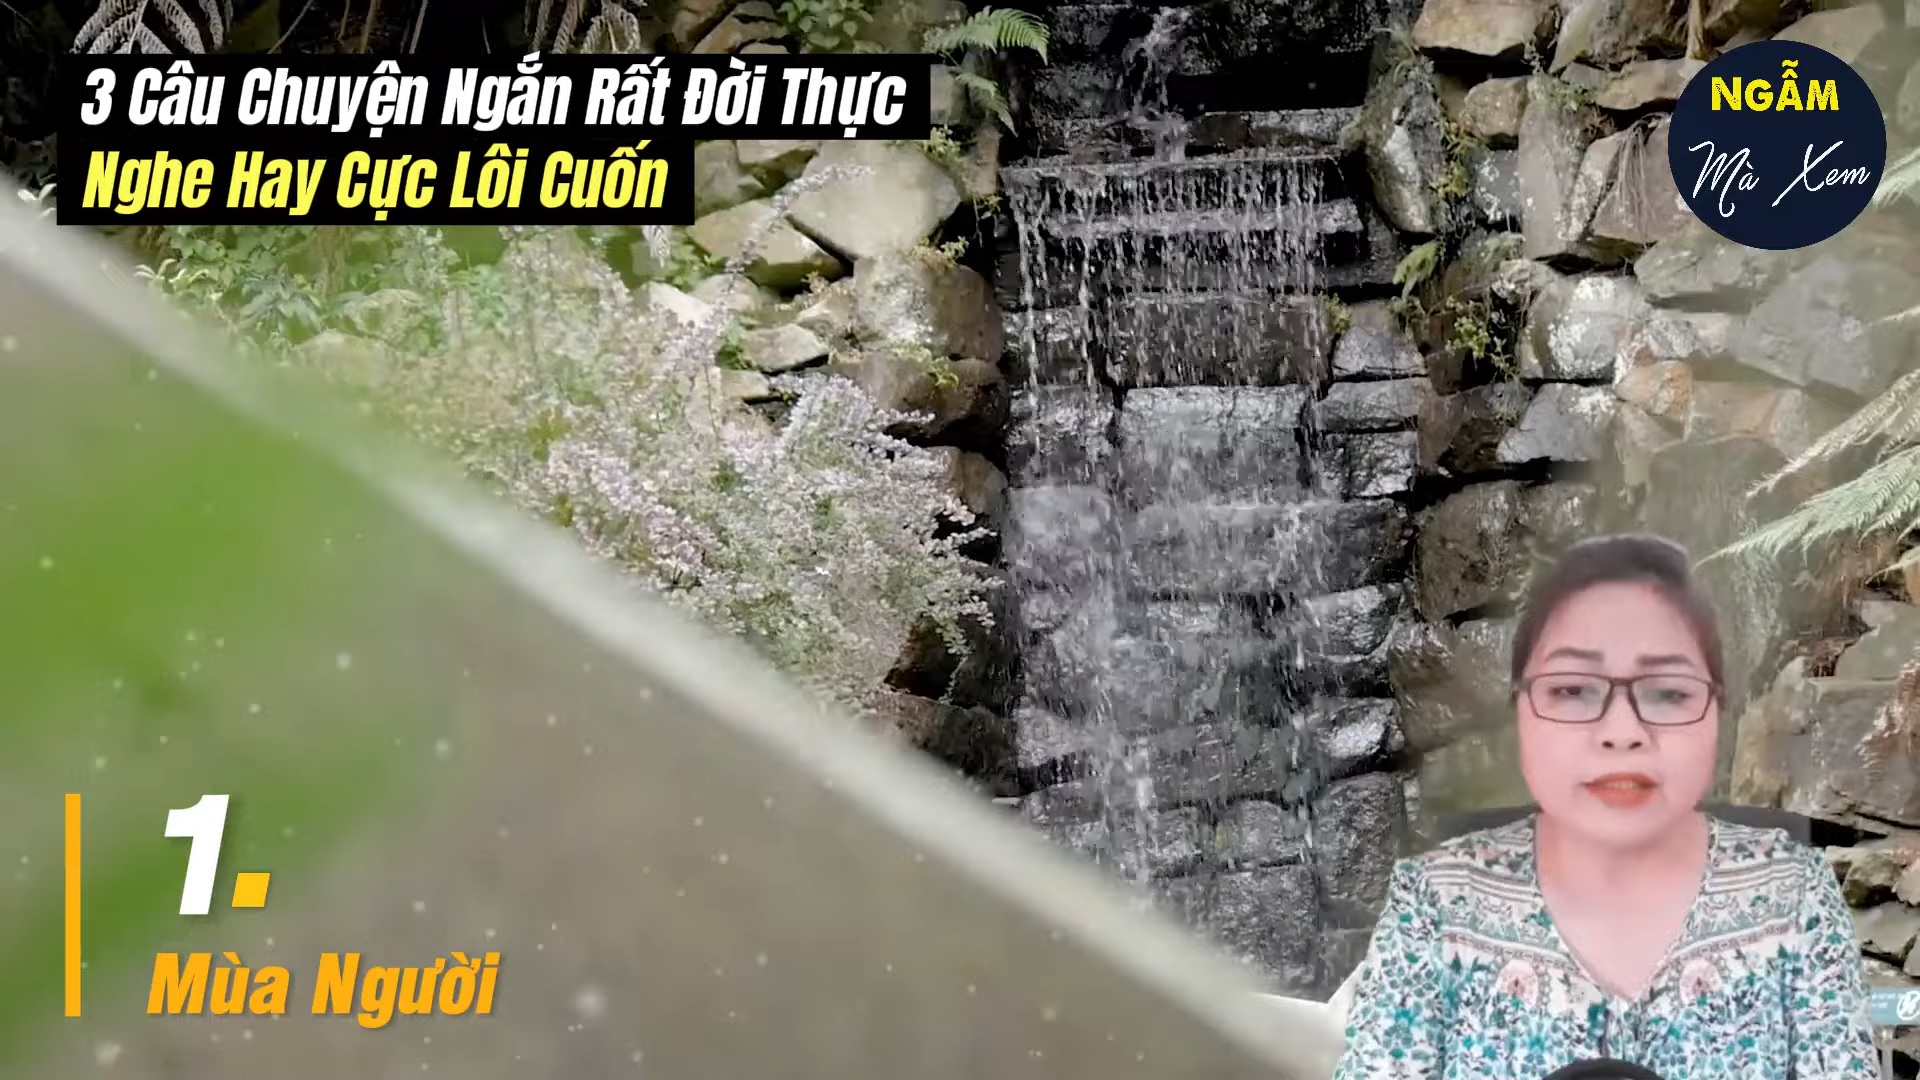 3 Câu Chuyện Ngắn Rất Đời Thực
Nghe Hay Cực Lôi Cuốn
NGẪM
Mà Xem
1.
Mùa Người